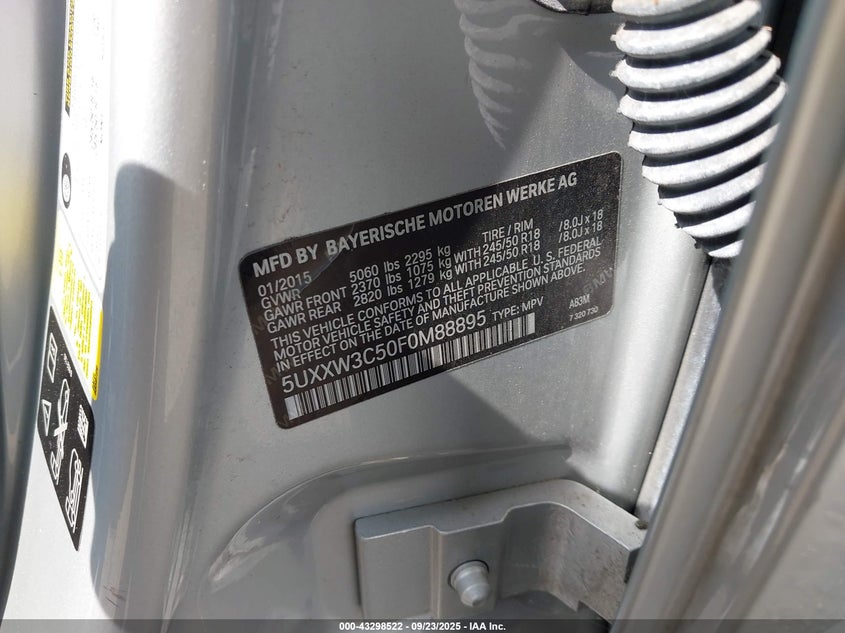 MFD BY BAYERISCHE MOTOREN WERKE AG
01/2015 TIRE / RIM
GVWR 5060 lbs 2295 kg
GAWR FRONT 2370 lbs 1075 kg WITH 245/50 R18 /8.0J x 18
GAWR REAR 2820 lbs 1279 kg WITH 245/50 R18 /8.0J x 18
THIS VEHICLE CONFORMS TO ALL APPLICABLE U. S. FEDERAL
MOTOR VEHICLE SAFETY AND THEFT PREVENTION STANDARDS
IN EFFECT ON THE DATE OF MANUFACTURE SHOWN ABOVE.
5UXXW3C50F0M88895 TYPE: MPV A83M
7 320 730
000-43298522 - 09/23/2025 - IAA Inc.